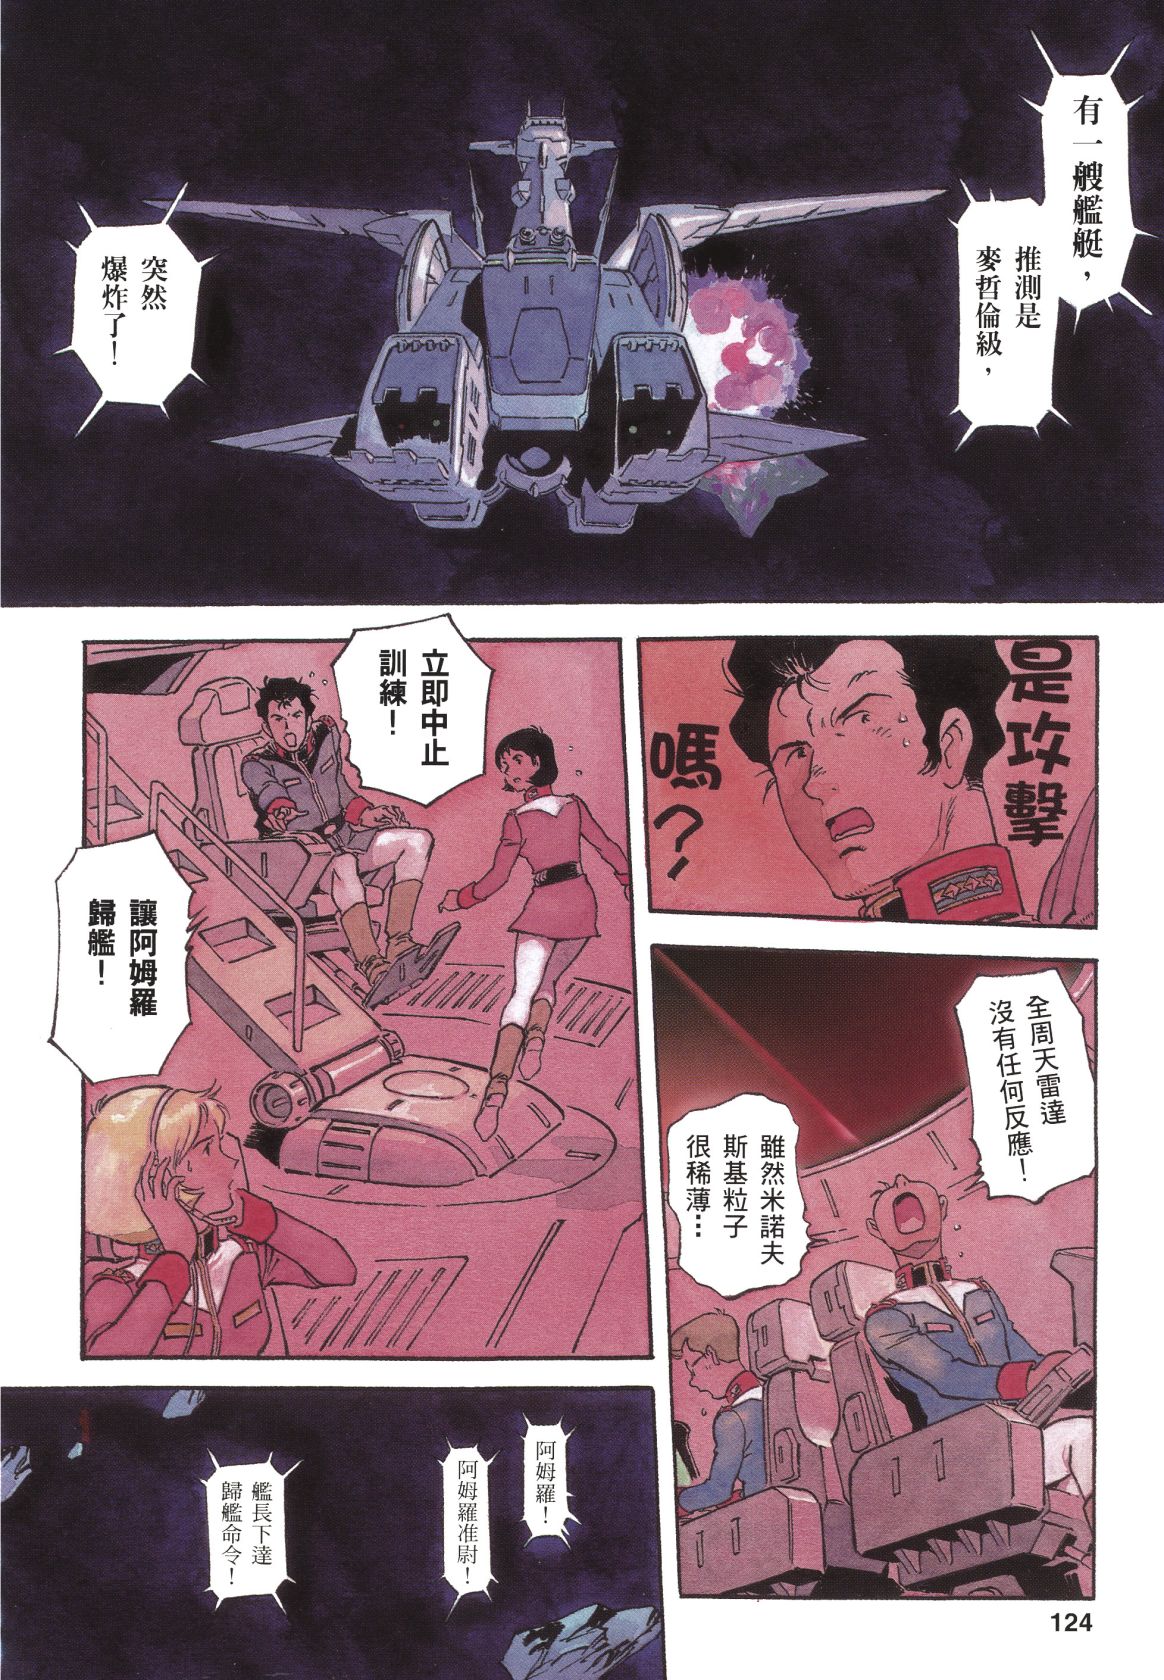 有一艘艦艇，
推測是
麥哲倫級，
突然
爆炸了！
是攻擊
嗎？
全周天雷達
沒有任何反應！
雖然米諾夫
斯基粒子
很稀薄…
立即中止
訓練！
讓阿姆羅
歸艦！
阿姆羅！
阿姆羅准尉！
艦長下達
歸艦命令！
124